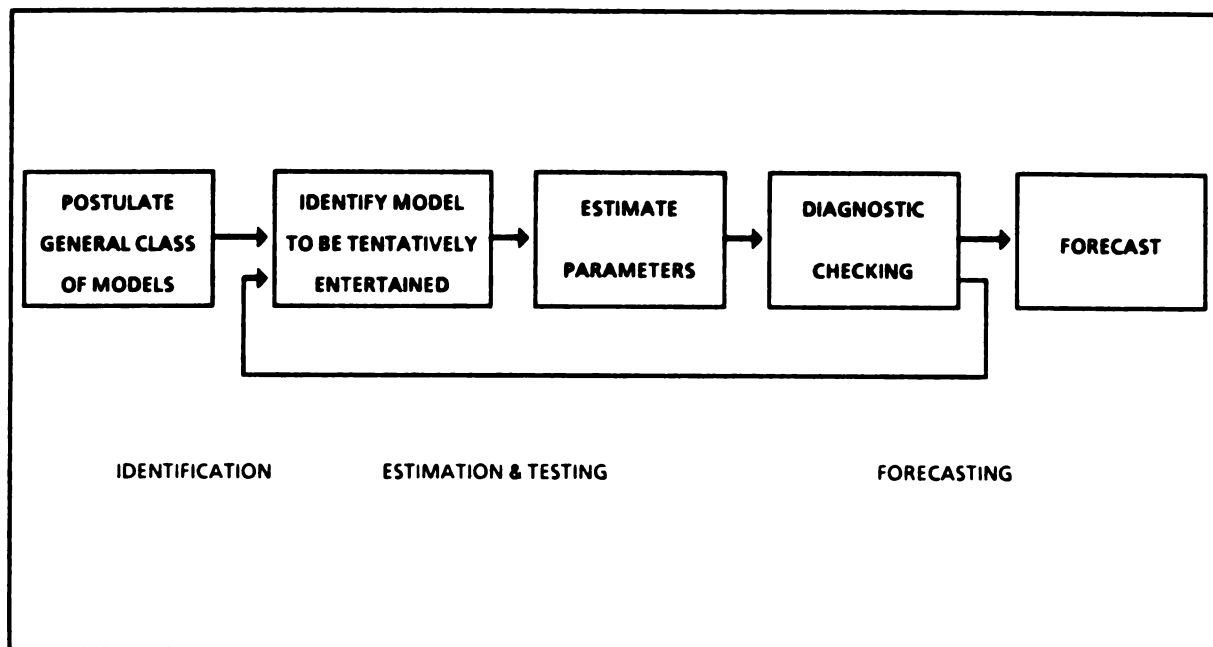 POSTULATE
GENERAL CLASS
OF MODELS
IDENTIFY MODEL
TO BE TENTATIVELY
ENTERTAINED
ESTIMATE
PARAMETERS
DIAGNOSTIC
CHECKING
FORECAST
IDENTIFICATION
ESTIMATION & TESTING
FORECASTING